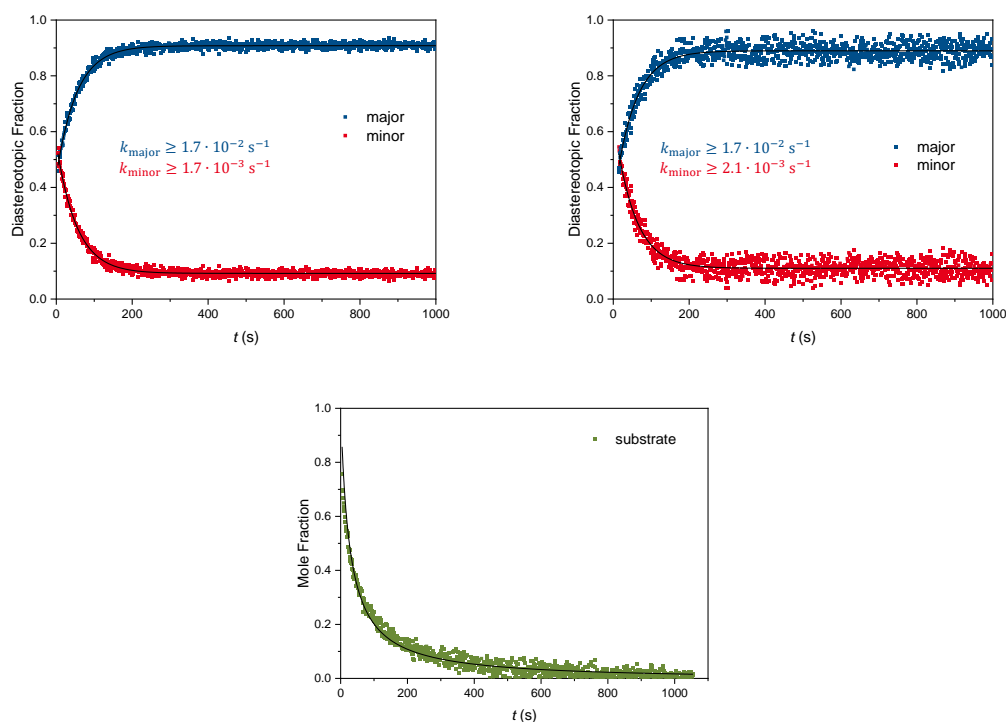 1.0
0.8
0.6
0.4
0.2
0.0
Diastereotopic Fraction
major
minor
k_major ≥ 1.7 · 10⁻² s⁻¹
k_minor ≥ 1.7 · 10⁻³ s⁻¹
0 200 400 600 800 1000
t (s)
1.0
0.8
0.6
0.4
0.2
0.0
Diastereotopic Fraction
k_major ≥ 1.7 · 10⁻² s⁻¹
k_minor ≥ 2.1 · 10⁻³ s⁻¹
major
minor
0 200 400 600 800 1000
t (s)
1.0
0.8
0.6
0.4
0.2
0.0
Mole Fraction
substrate
0 200 400 600 800 1000
t (s)